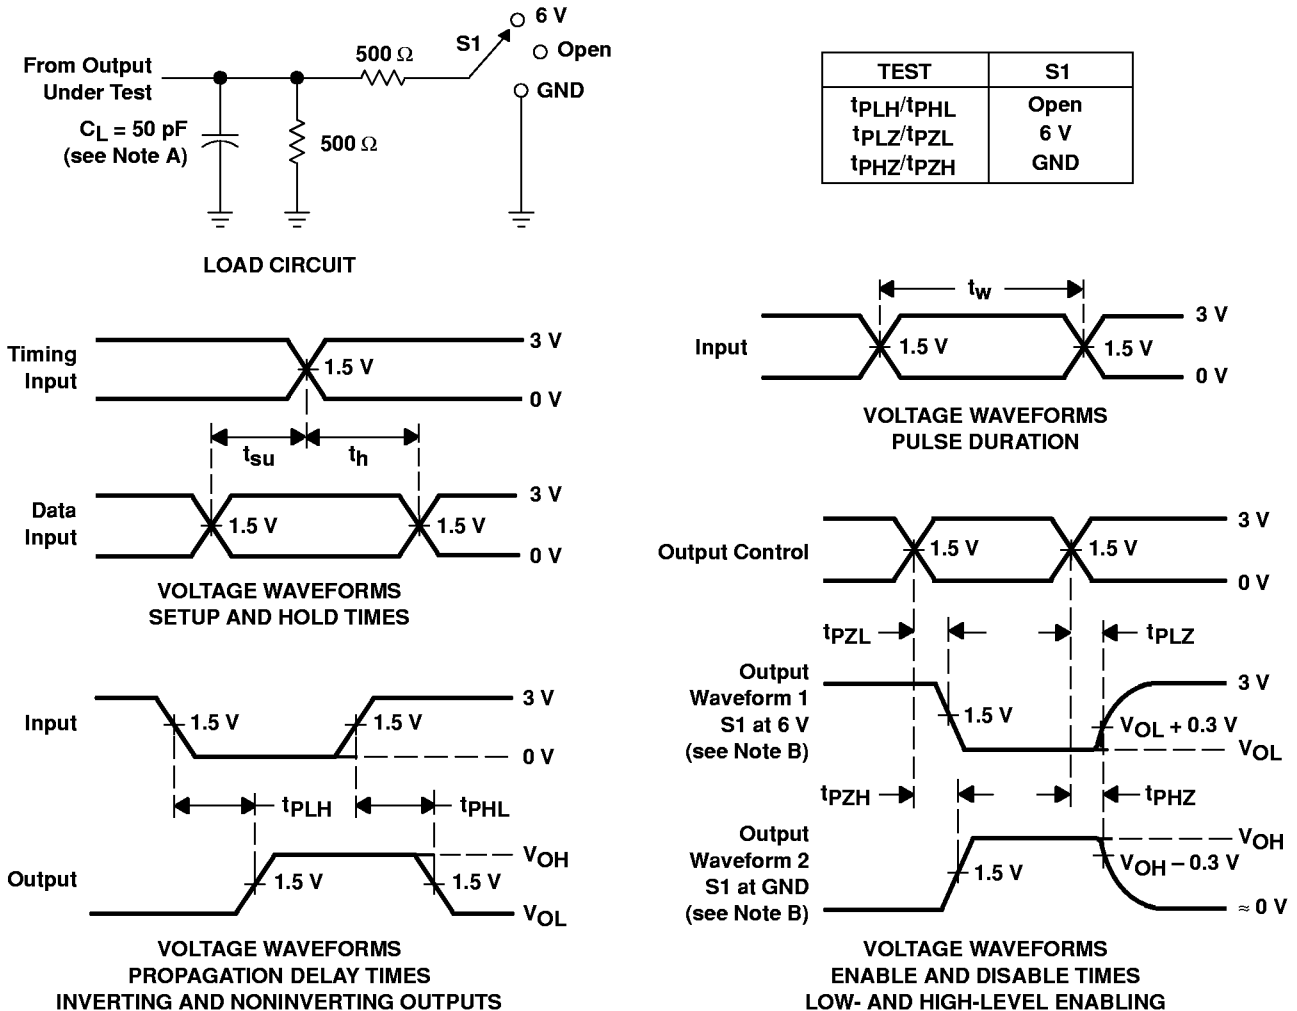 6 V
S1
500 Ω
Open
From Output
Under Test
GND
CL = 50 pF
(see Note A)
500 Ω
LOAD CIRCUIT
TEST S1
tPLH/tPHL Open
tPLZ/tPZL 6 V
tPHZ/tPZH GND
Timing
Input
3 V
1.5 V
0 V
tsu th
Data
Input
3 V
1.5 V 1.5 V
0 V
VOLTAGE WAVEFORMS
SETUP AND HOLD TIMES
tw
Input
3 V
1.5 V 1.5 V
0 V
VOLTAGE WAVEFORMS
PULSE DURATION
Input
3 V
1.5 V 1.5 V
0 V
tPLH tPHL
Output
VOH
1.5 V 1.5 V
VOL
VOLTAGE WAVEFORMS
PROPAGATION DELAY TIMES
INVERTING AND NONINVERTING OUTPUTS
Output Control
3 V
1.5 V 1.5 V
0 V
tPZL tPLZ
Output
Waveform 1
S1 at 6 V
(see Note B)
3 V
1.5 V VOL + 0.3 V
VOL
tPZH tPHZ
Output
Waveform 2
S1 at GND
(see Note B)
VOH
1.5 V VOH – 0.3 V
≈ 0 V
VOLTAGE WAVEFORMS
ENABLE AND DISABLE TIMES
LOW- AND HIGH-LEVEL ENABLING